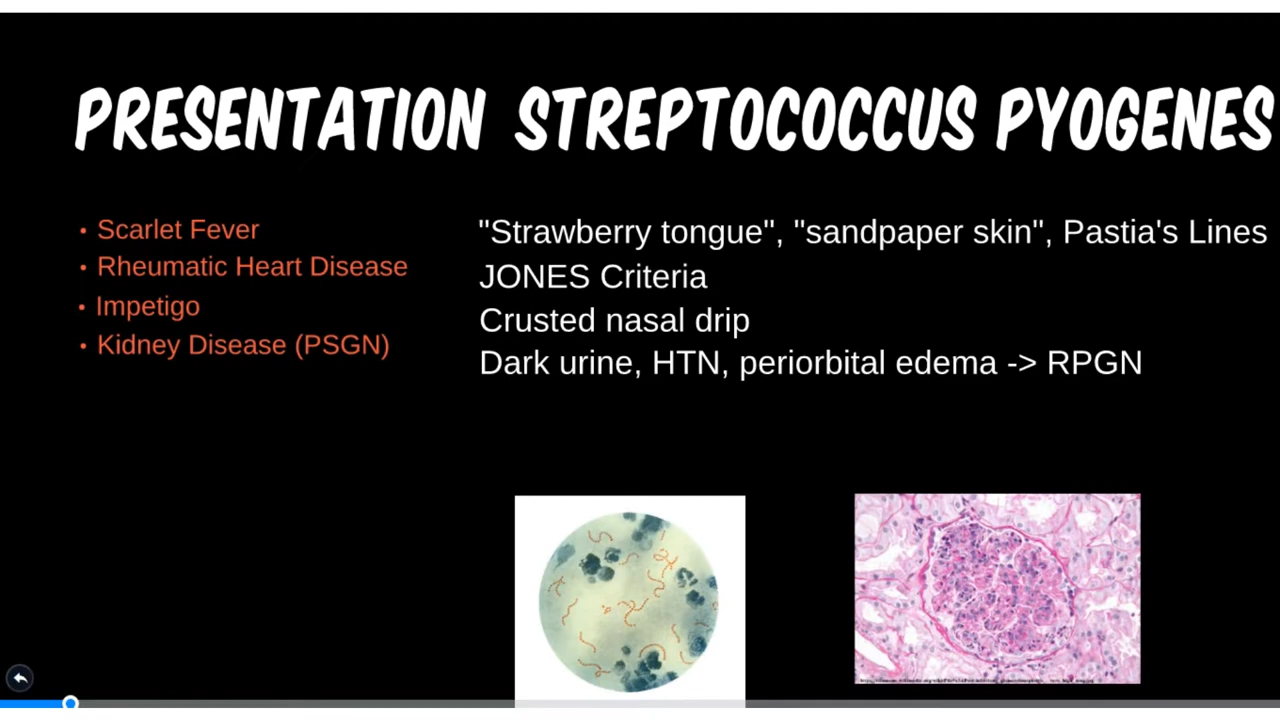 PRESENTATION STREPTOCOCCUS PYOGENES
• Scarlet Fever
• Rheumatic Heart Disease
• Impetigo
• Kidney Disease (PSGN)
"Strawberry tongue", "sandpaper skin", Pastia's Lines
JONES Criteria
Crusted nasal drip
Dark urine, HTN, periorbital edema -> RPGN